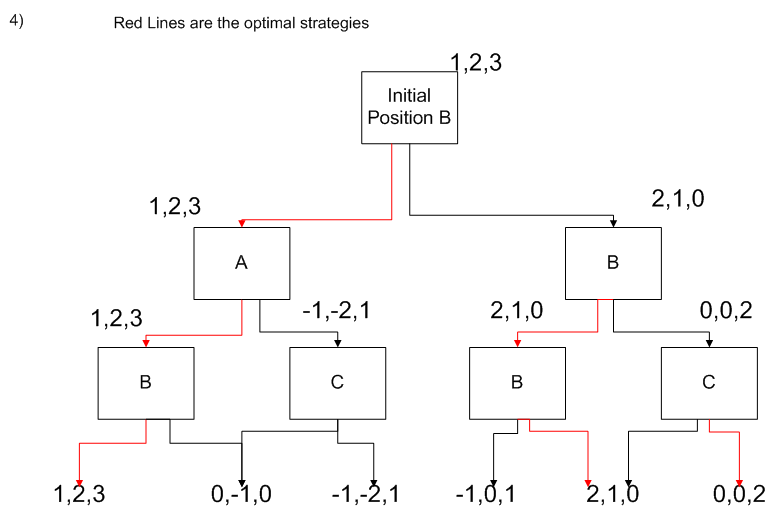 4)
Red Lines are the optimal strategies
1,2,3
Initial
Position B
1,2,3
2,1,0
A
B
1,2,3
-1,-2,1
2,1,0
0,0,2
B
C
B
C
1,2,3
0,-1,0
-1,-2,1
-1,0,1
2,1,0
0,0,2